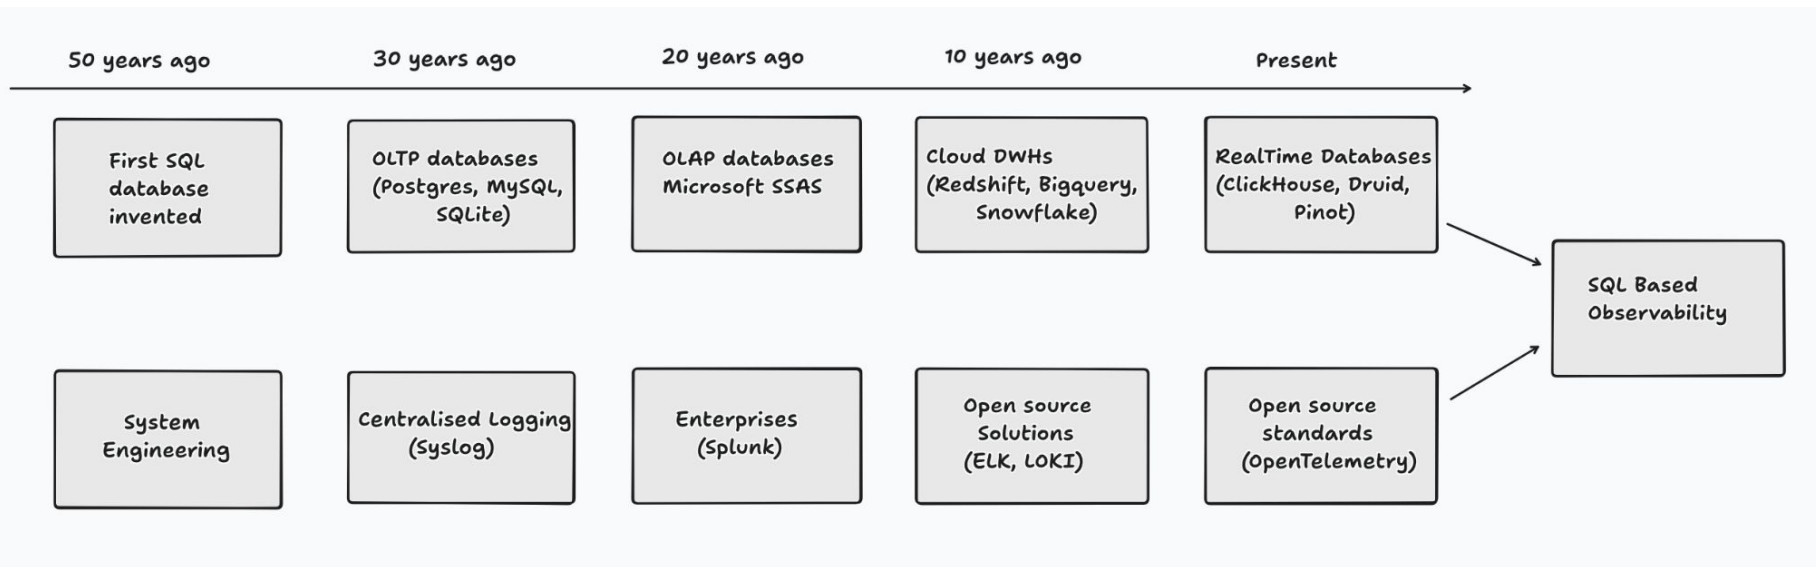 50 years ago
30 years ago
20 years ago
10 years ago
Present
First SQL
database
invented
OLTP databases
(Postgres, MySQL,
SQLite)
OLAP databases
Microsoft SSAS
Cloud DWHs
(Redshift, Bigquery,
Snowflake)
RealTime Databases
(ClickHouse, Druid,
Pinot)
SQL Based
Observability
System
Engineering
Centralised Logging
(Syslog)
Enterprises
(Splunk)
Open source
Solutions
(ELK, LOKI)
Open source
standards
(OpenTelemetry)